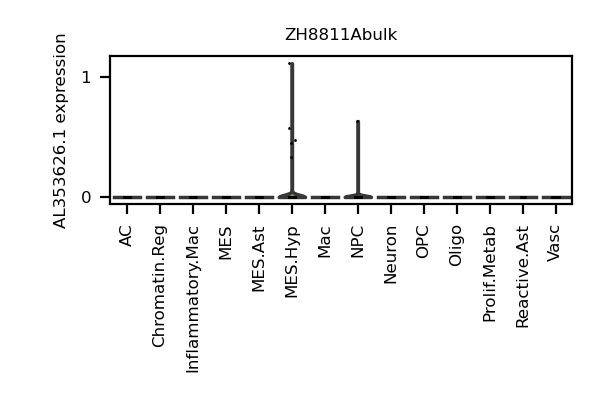 ZH8811Abulk
AL353626.1 expression
1
0
AC
Chromatin.Reg
Inflammatory.Mac
MES
MES.Ast
MES.Hyp
Mac
NPC
Neuron
OPC
Oligo
Prolif.Metab
Reactive.Ast
Vasc